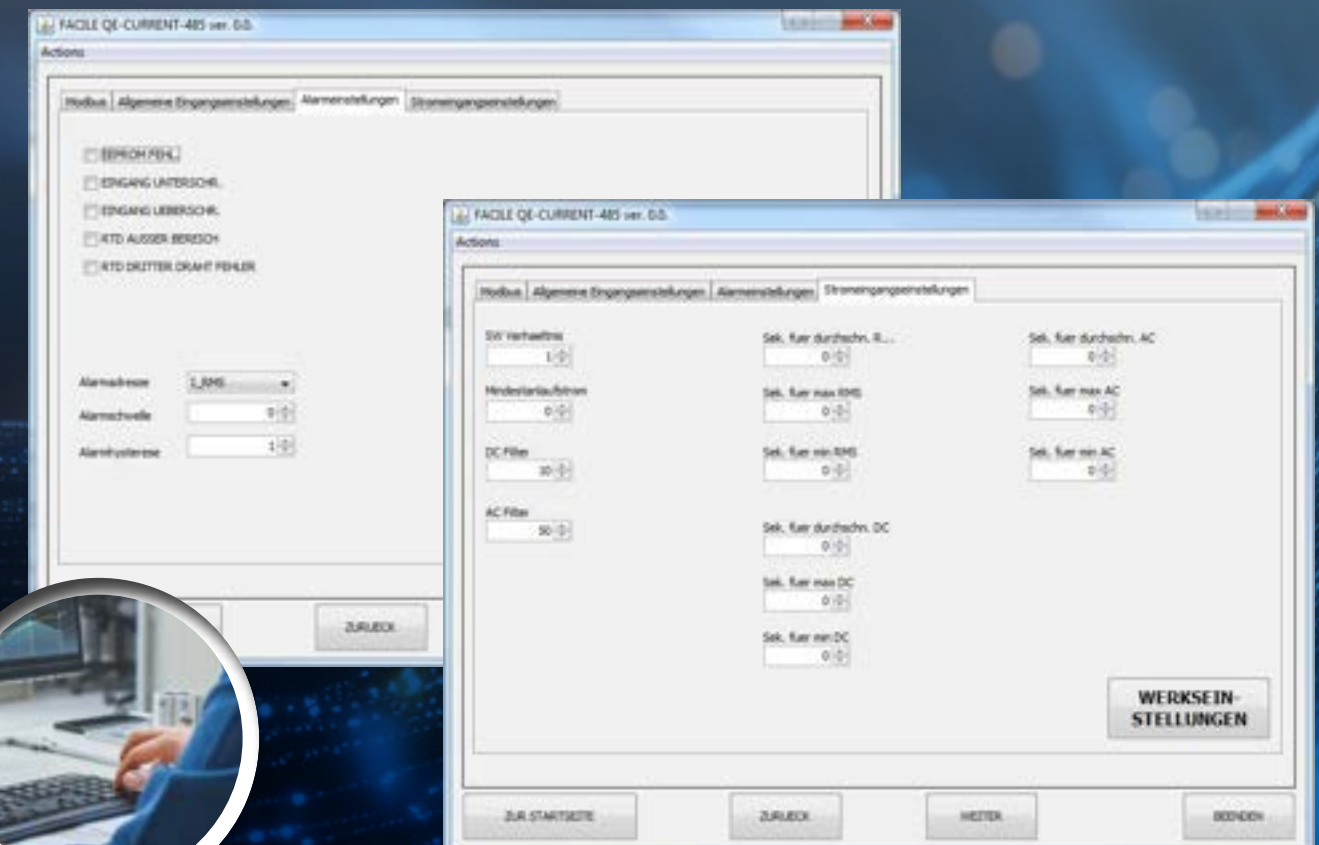 FACILE QE-CURRENT-485 ver. 0.0.
Actions
Modbus Allgemeine Eingangseinstellungen Alarmeinstellungen Stromeingangseinstellungen
EEPROM FEHL.
EINGANG UNTERSCHR.
EINGANG UEBERSCHR.
RTD AUSSER BEREICH
RTD DRITTER DRAHT FEHLER
Alarmadresse I_RMS
Alarmschwelle 0
Alarmhysterese 1
ZURUECK
FACILE QE-CURRENT-485 ver. 0.0.
Actions
Modbus Allgemeine Eingangseinstellungen Alarmeinstellungen Stromeingangseinstellungen
SW Verhaeltnis
1
Mindestanlaufstrom
0
DC Filter
10
AC Filter
50
Sek. fuer durchschn. R...
0
Sek. fuer max RMS
0
Sek. fuer min RMS
0
Sek. fuer durchschn. DC
0
Sek. fuer max DC
0
Sek. fuer min DC
0
Sek. fuer durchschn. AC
0
Sek. fuer max AC
0
Sek. fuer min AC
0
WERKSEIN-
STELLUNGEN
ZUR STARTSEITE ZURUECK WEITER BEENDEN